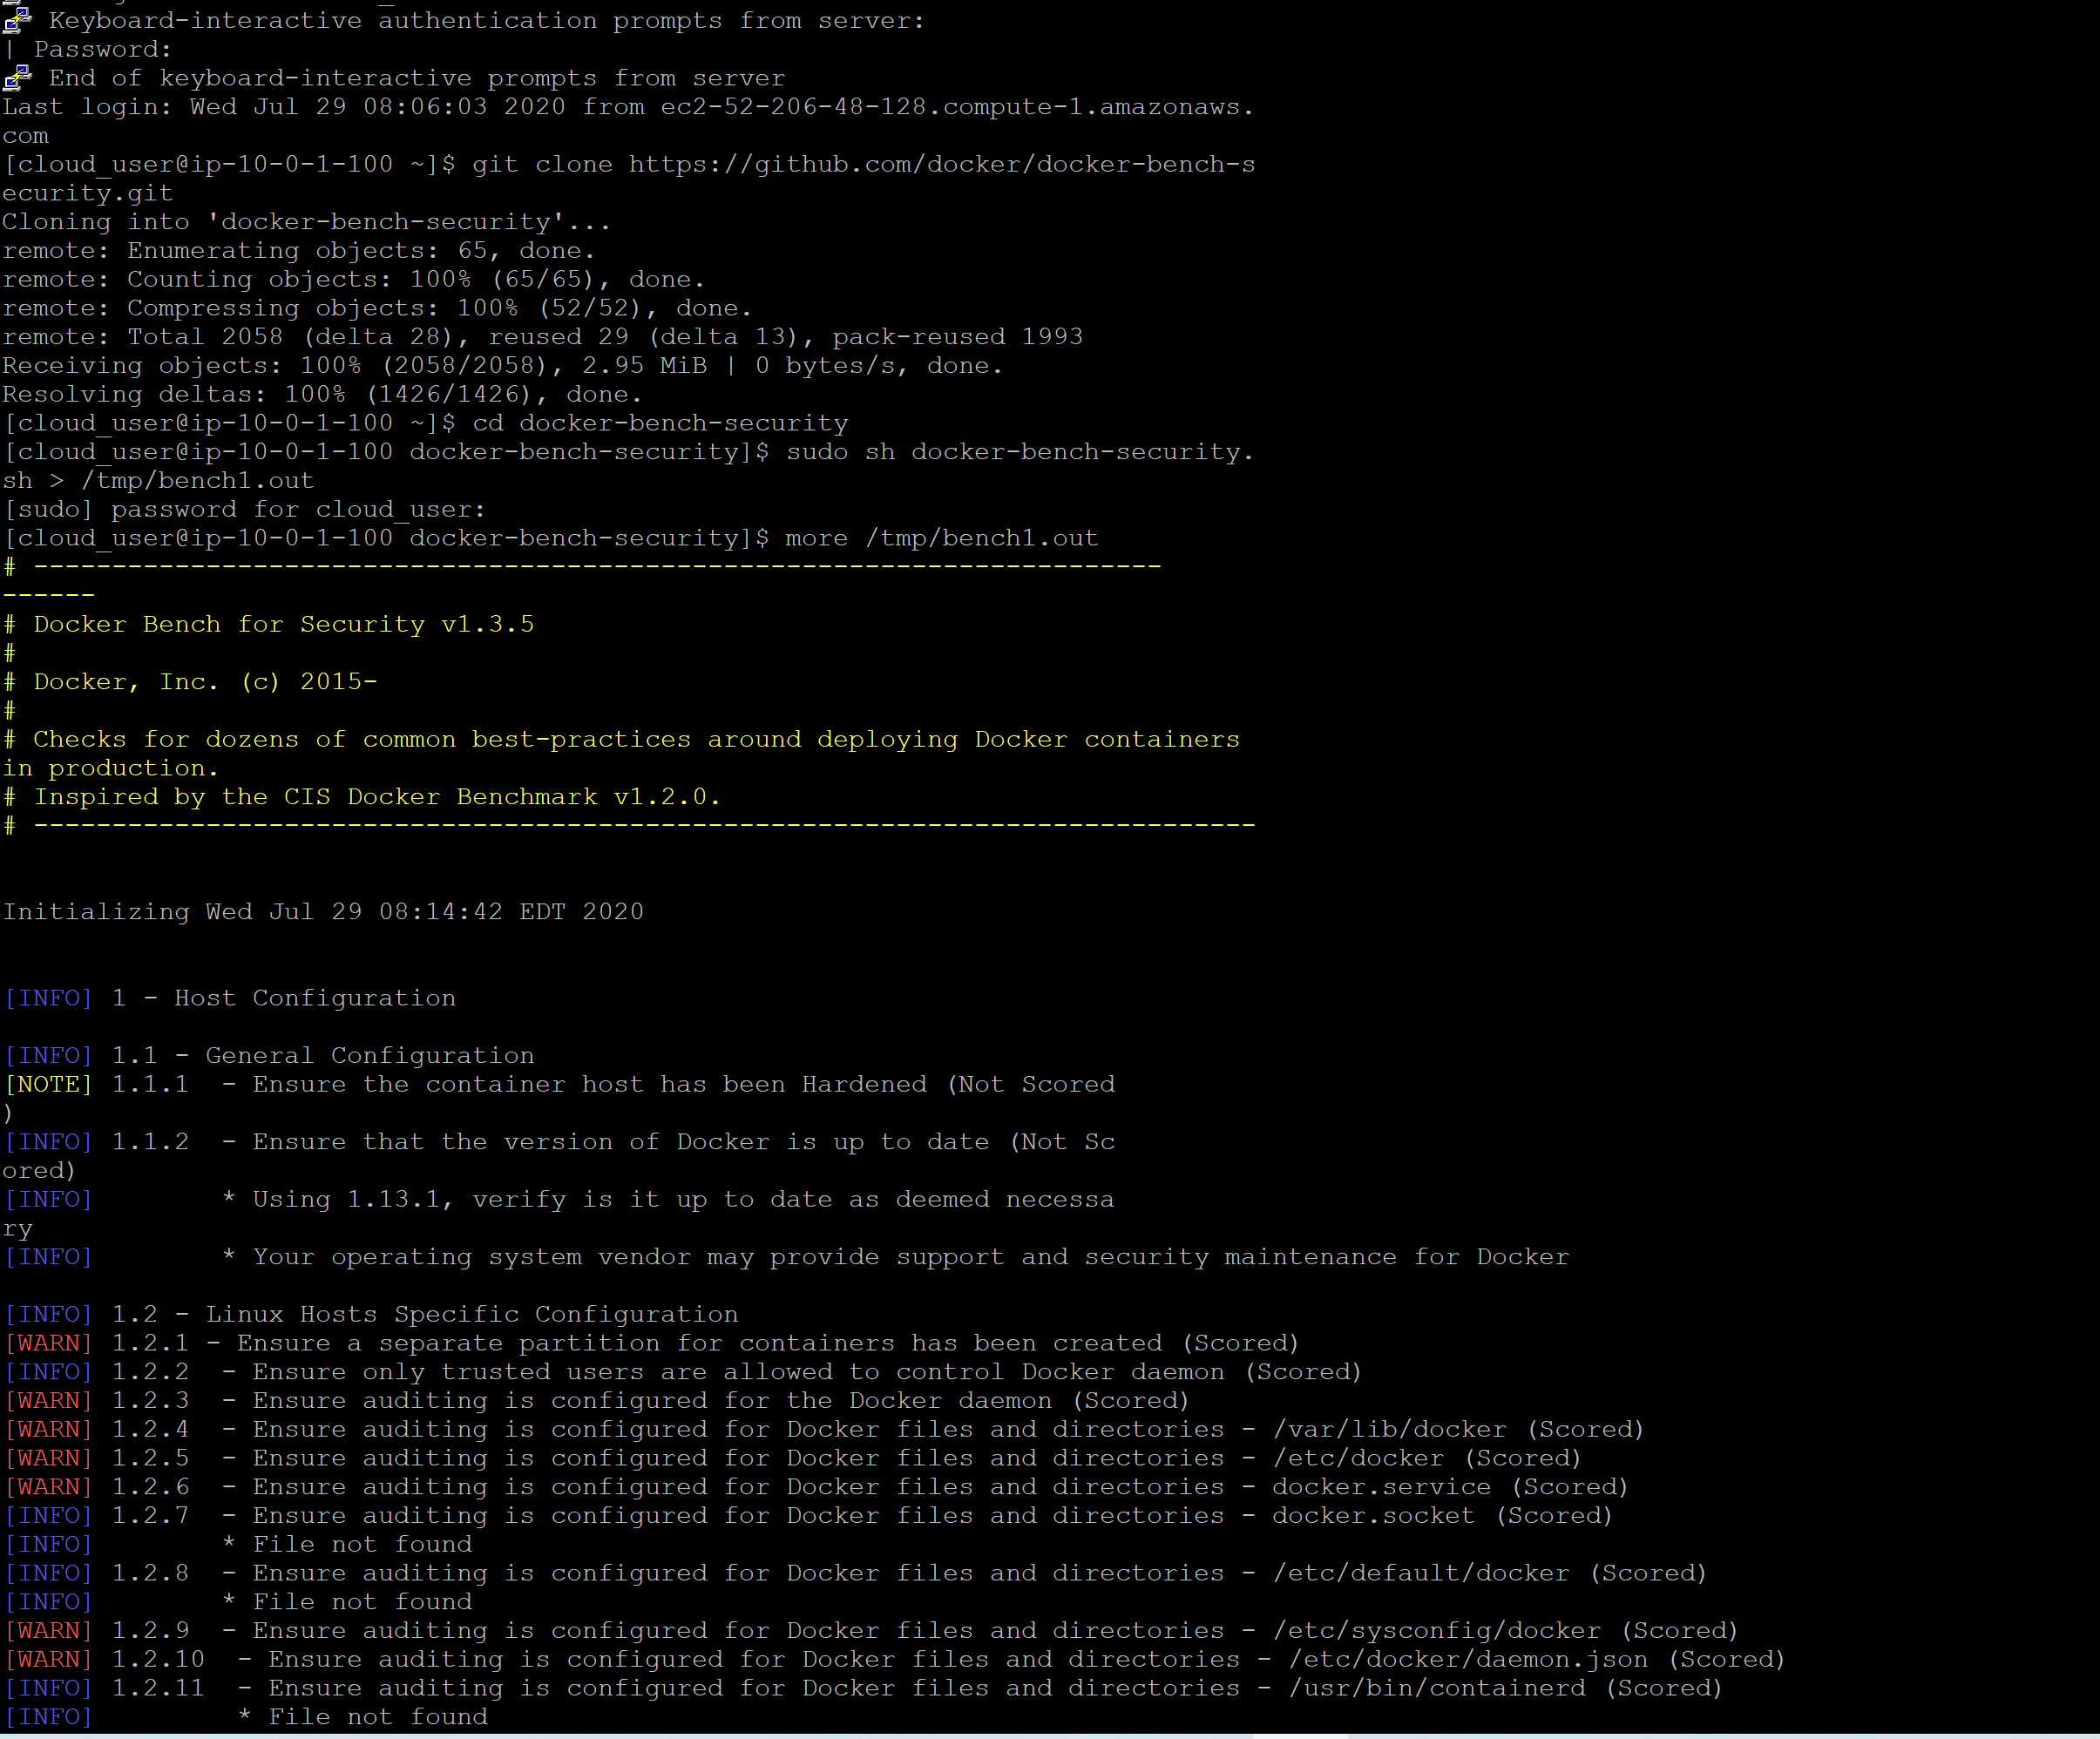 Keyboard-interactive authentication prompts from server:
| Password:
End of keyboard-interactive prompts from server
Last login: Wed Jul 29 08:06:03 2020 from ec2-52-206-48-128.compute-1.amazonaws.
com
[cloud_user@ip-10-0-1-100 ~]$ git clone https://github.com/docker/docker-bench-s
ecurity.git
Cloning into 'docker-bench-security'...
remote: Enumerating objects: 65, done.
remote: Counting objects: 100% (65/65), done.
remote: Compressing objects: 100% (52/52), done.
remote: Total 2058 (delta 28), reused 29 (delta 13), pack-reused 1993
Receiving objects: 100% (2058/2058), 2.95 MiB | 0 bytes/s, done.
Resolving deltas: 100% (1426/1426), done.
[cloud_user@ip-10-0-1-100 ~]$ cd docker-bench-security
[cloud_user@ip-10-0-1-100 docker-bench-security]$ sudo sh docker-bench-security.
sh > /tmp/bench1.out
[sudo] password for cloud_user:
[cloud_user@ip-10-0-1-100 docker-bench-security]$ more /tmp/bench1.out
# ------------------------------------------------------------------------
------
# Docker Bench for Security v1.3.5
#
# Docker, Inc. (c) 2015-
#
# Checks for dozens of common best-practices around deploying Docker containers
in production.
# Inspired by the CIS Docker Benchmark v1.2.0.
# ------------------------------------------------------------------------------
Initializing Wed Jul 29 08:14:42 EDT 2020
[INFO] 1 - Host Configuration
[INFO] 1.1 - General Configuration
[NOTE] 1.1.1  - Ensure the container host has been Hardened (Not Scored
)
[INFO] 1.1.2  - Ensure that the version of Docker is up to date (Not Sc
ored)
[INFO]        * Using 1.13.1, verify is it up to date as deemed necessa
ry
[INFO]        * Your operating system vendor may provide support and security maintenance for Docker
[INFO] 1.2 - Linux Hosts Specific Configuration
[WARN] 1.2.1 - Ensure a separate partition for containers has been created (Scored)
[INFO] 1.2.2  - Ensure only trusted users are allowed to control Docker daemon (Scored)
[WARN] 1.2.3  - Ensure auditing is configured for the Docker daemon (Scored)
[WARN] 1.2.4  - Ensure auditing is configured for Docker files and directories - /var/lib/docker (Scored)
[WARN] 1.2.5  - Ensure auditing is configured for Docker files and directories - /etc/docker (Scored)
[WARN] 1.2.6  - Ensure auditing is configured for Docker files and directories - docker.service (Scored)
[INFO] 1.2.7  - Ensure auditing is configured for Docker files and directories - docker.socket (Scored)
[INFO]        * File not found
[INFO] 1.2.8  - Ensure auditing is configured for Docker files and directories - /etc/default/docker (Scored)
[INFO]        * File not found
[WARN] 1.2.9  - Ensure auditing is configured for Docker files and directories - /etc/sysconfig/docker (Scored)
[WARN] 1.2.10  - Ensure auditing is configured for Docker files and directories - /etc/docker/daemon.json (Scored)
[INFO] 1.2.11  - Ensure auditing is configured for Docker files and directories - /usr/bin/containerd (Scored)
[INFO]         * File not found